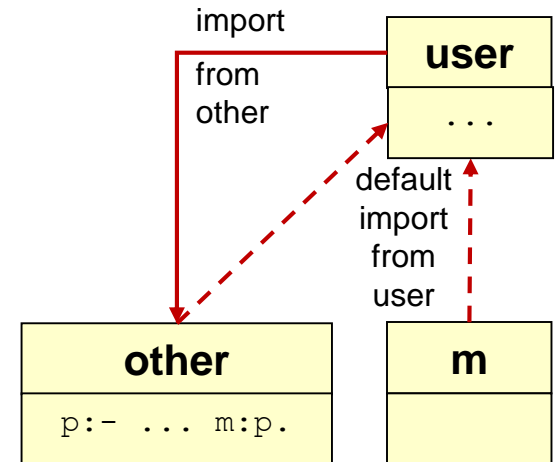 import
from
other
user
...
default
import
from
user
other
p:- ... m:p.
m